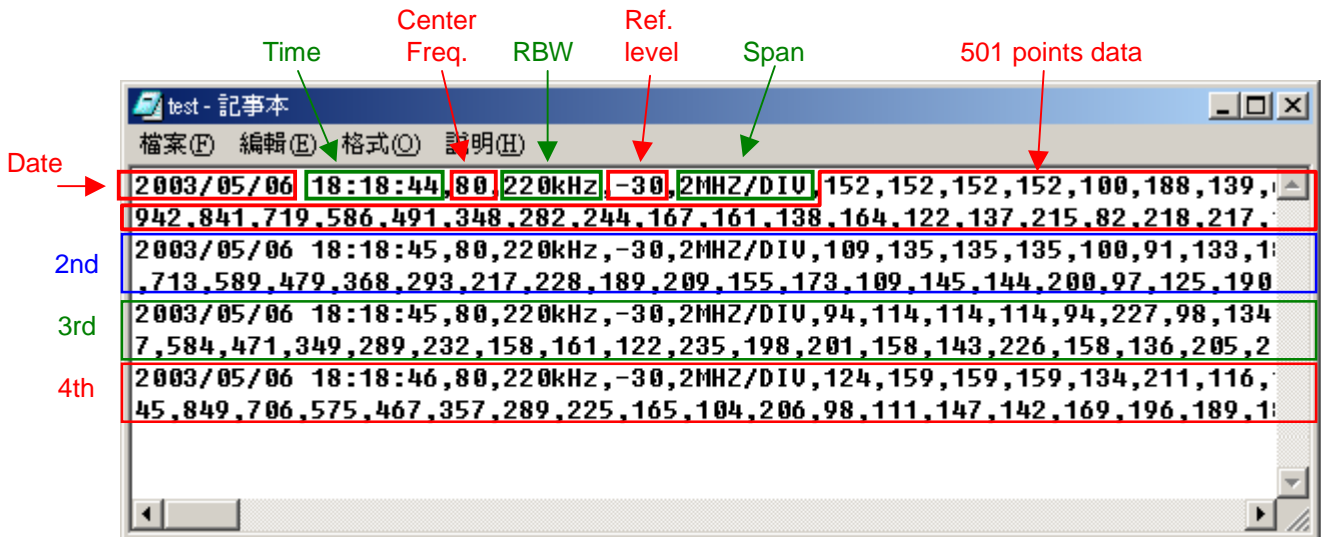 Center
Freq.
Ref.
level
Time
RBW
Span
501 points data
test - 記事本
檔案(F) 編輯(E) 格式(O) 說明(H)
Date
2003/05/06 18:18:44,80,220kHz,-30,2MHZ/DIV,152,152,152,152,100,188,139,
942,841,719,586,491,348,282,244,167,161,138,164,122,137,215,82,218,217,
2nd
2003/05/06 18:18:45,80,220kHz,-30,2MHZ/DIV,109,135,135,135,100,91,133,1
,713,589,479,368,293,217,228,189,209,155,173,109,145,144,200,97,125,190
3rd
2003/05/06 18:18:45,80,220kHz,-30,2MHZ/DIV,94,114,114,114,94,227,98,134
7,584,471,349,289,232,158,161,122,235,198,201,158,143,226,158,136,205,2
4th
2003/05/06 18:18:46,80,220kHz,-30,2MHZ/DIV,124,159,159,159,134,211,116,
45,849,706,575,467,357,289,225,165,104,206,98,111,147,142,169,196,189,1